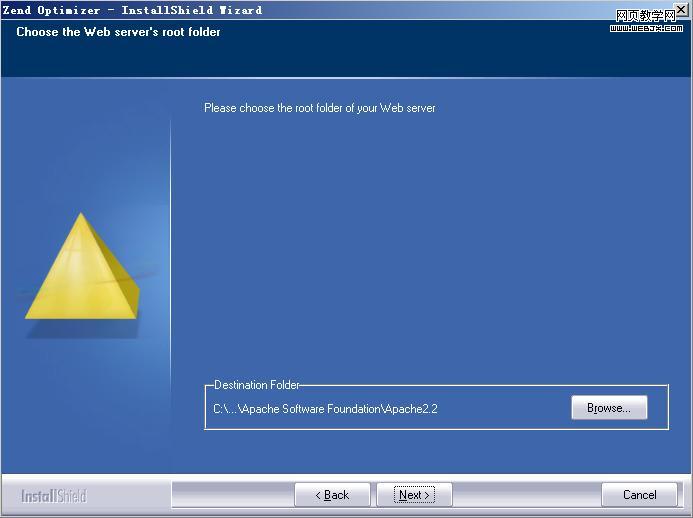 Zend Optimizer - InstallShield Wizard
网页教学网
www.webjx.com
Choose the Web server's root folder
Please choose the root folder of your Web server
Destination Folder
C:\...\Apache Software Foundation\Apache2.2
Browse...
InstallShield
< Back
Next >
Cancel